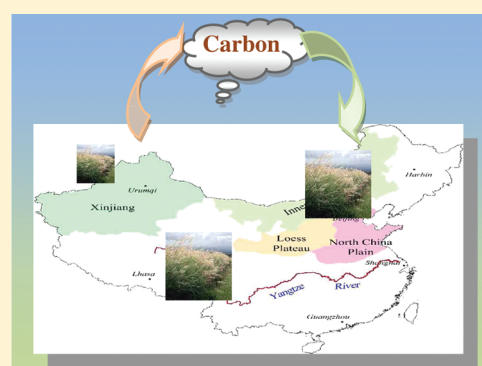 Carbon
Harbin
Urumqi
Xinjiang
Inne
Beijing
Loess
Plateau
North China
Plain
Shanghai
Lhasa
Yangtze River
Guangzhou